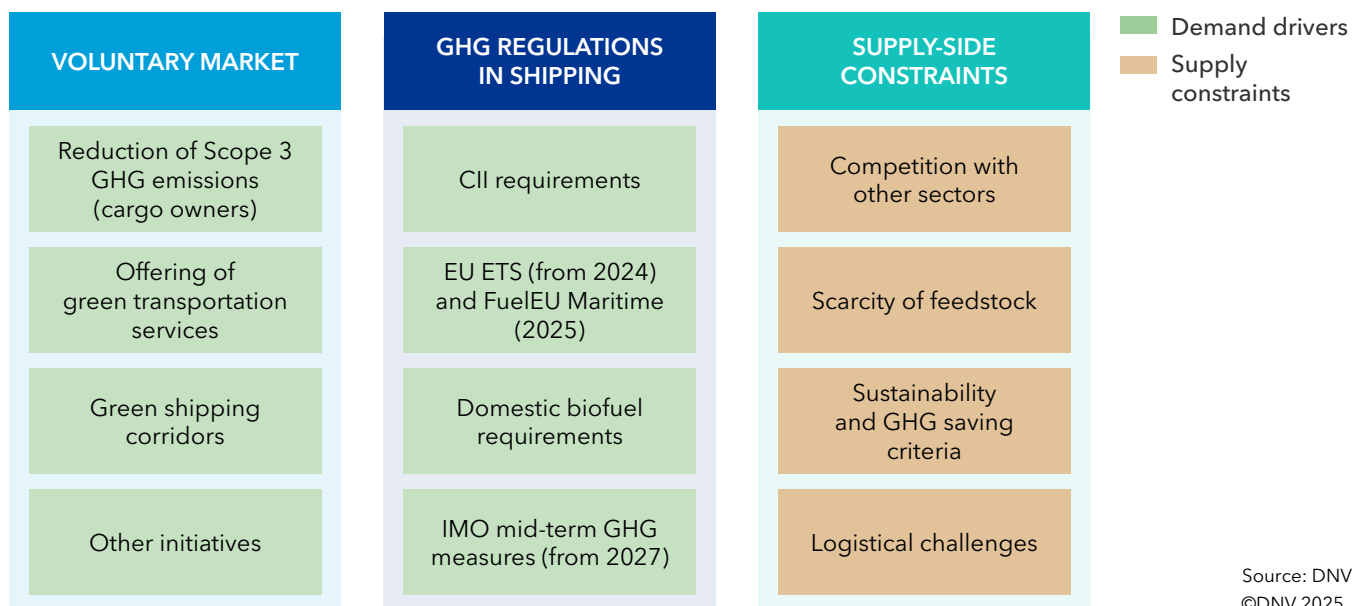 VOLUNTARY MARKET
Reduction of Scope 3
GHG emissions
(cargo owners)
Offering of
green transportation
services
Green shipping
corridors
Other initiatives
GHG REGULATIONS
IN SHIPPING
CII requirements
EU ETS (from 2024)
and FuelEU Maritime
(2025)
Domestic biofuel
requirements
IMO mid-term GHG
measures (from 2027)
SUPPLY-SIDE
CONSTRAINTS
Competition with
other sectors
Scarcity of feedstock
Sustainability
and GHG saving
criteria
Logistical challenges
Demand drivers
Supply
constraints
Source: DNV
©DNV 2025